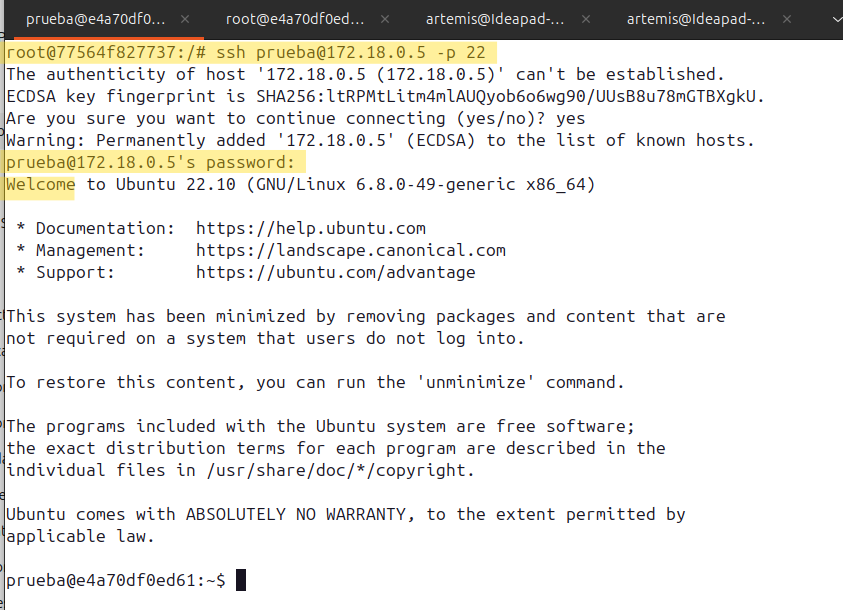 prueba@e4a70df0... × root@e4a70df0ed... × artemis@Ideapad-... × artemis@Ideapad-... ×
root@77564f827737:/# ssh prueba@172.18.0.5 -p 22
The authenticity of host '172.18.0.5 (172.18.0.5)' can't be established.
ECDSA key fingerprint is SHA256:ltRPMtLitm4mlAUQyob6o6wg90/UUsB8u78mGTBXgkU.
Are you sure you want to continue connecting (yes/no)? yes
Warning: Permanently added '172.18.0.5' (ECDSA) to the list of known hosts.
prueba@172.18.0.5's password:
Welcome to Ubuntu 22.10 (GNU/Linux 6.8.0-49-generic x86_64)
* Documentation: https://help.ubuntu.com
* Management: https://landscape.canonical.com
* Support: https://ubuntu.com/advantage
This system has been minimized by removing packages and content that are
not required on a system that users do not log into.
To restore this content, you can run the 'unminimize' command.
The programs included with the Ubuntu system are free software;
the exact distribution terms for each program are described in the
individual files in /usr/share/doc/*/copyright.
Ubuntu comes with ABSOLUTELY NO WARRANTY, to the extent permitted by
applicable law.
prueba@e4a70df0ed61:~$